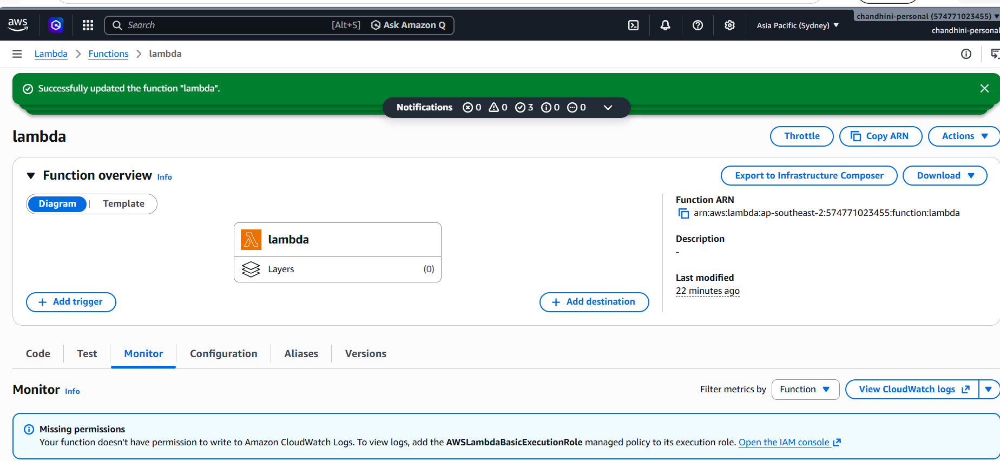 aws
Search [Alt+S] Ask Amazon Q
Asia Pacific (Sydney)
chandhini-personal (574771023455)
chandhini-personal
Lambda Functions lambda
Successfully updated the function "lambda".
Notifications 0 0 3 0 0
lambda
Throttle Copy ARN Actions
Function overview Info
Export to Infrastructure Composer Download
Diagram Template
lambda
Layers (0)
Add trigger
Add destination
Function ARN
arn:aws:lambda:ap-southeast-2:574771023455:function:lambda
Description
-
Last modified
22 minutes ago
Code Test Monitor Configuration Aliases Versions
Monitor Info
Filter metrics by Function View CloudWatch logs
Missing permissions
Your function doesn't have permission to write to Amazon CloudWatch Logs. To view logs, add the AWSLambdaBasicExecutionRole managed policy to its execution role. Open the IAM console